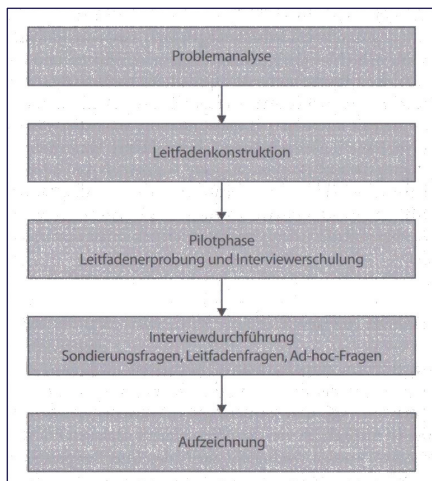 Problemanalyse
Leitfadenkonstruktion
Pilotphase
Leitfadenerprobung und Interviewerschulung
Interviewdurchführung
Sondierungsfragen, Leitfadenfragen, Ad-hoc-Fragen
Aufzeichnung